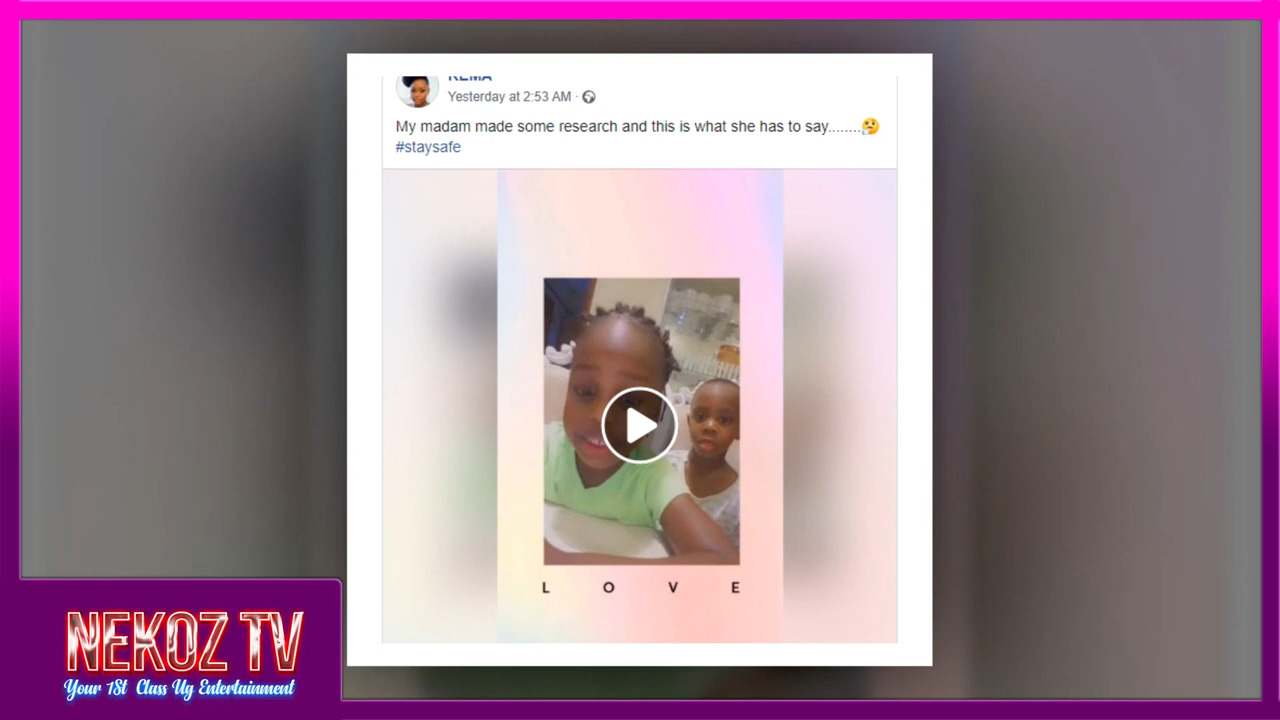 REMA
Yesterday at 2:53 AM ·
My madam made some research and this is what she has to say........🤔
#staysafe
L O V E
NEKOZ TV
Your 1St Class Ug Entertainment